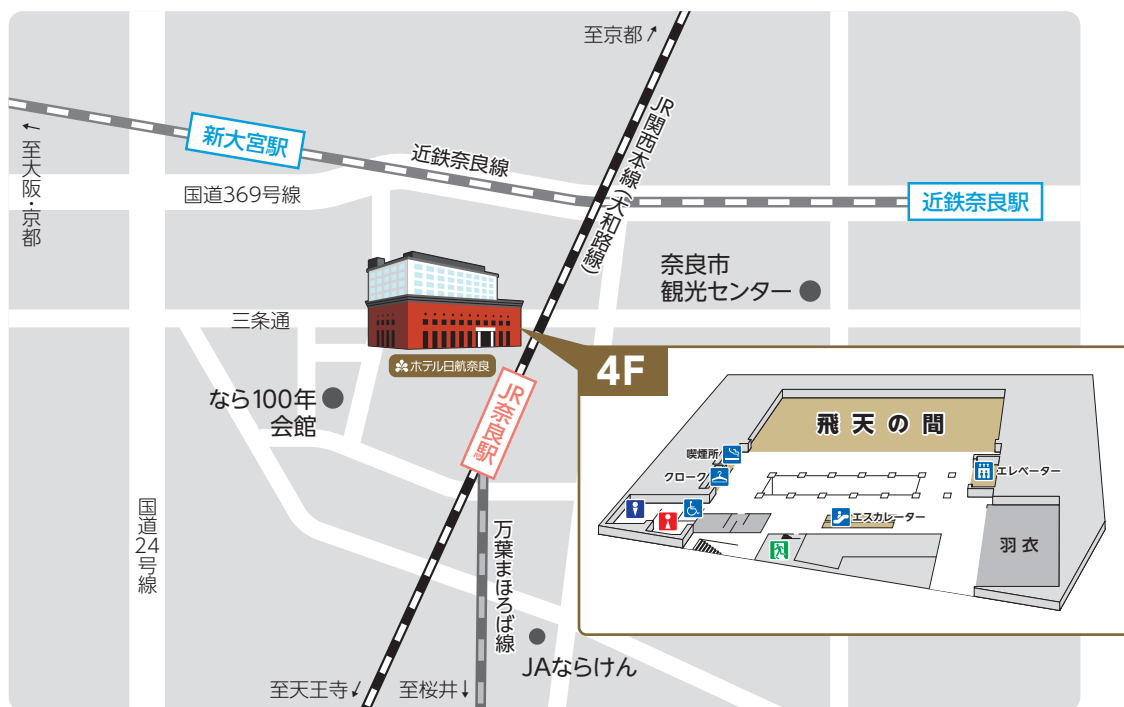 至京都
JR関西本線(大和路線)
新大宮駅
近鉄奈良線
至大阪・京都
国道369号線
近鉄奈良駅
奈良市
観光センター
三条通
ホテル日航奈良
4F
JR奈良駅
なら100年
会館
飛天の間
喫煙所
クローク
エレベーター
エスカレーター
羽衣
国道24号線
万葉まほろば線
JAならけん
至天王寺
至桜井